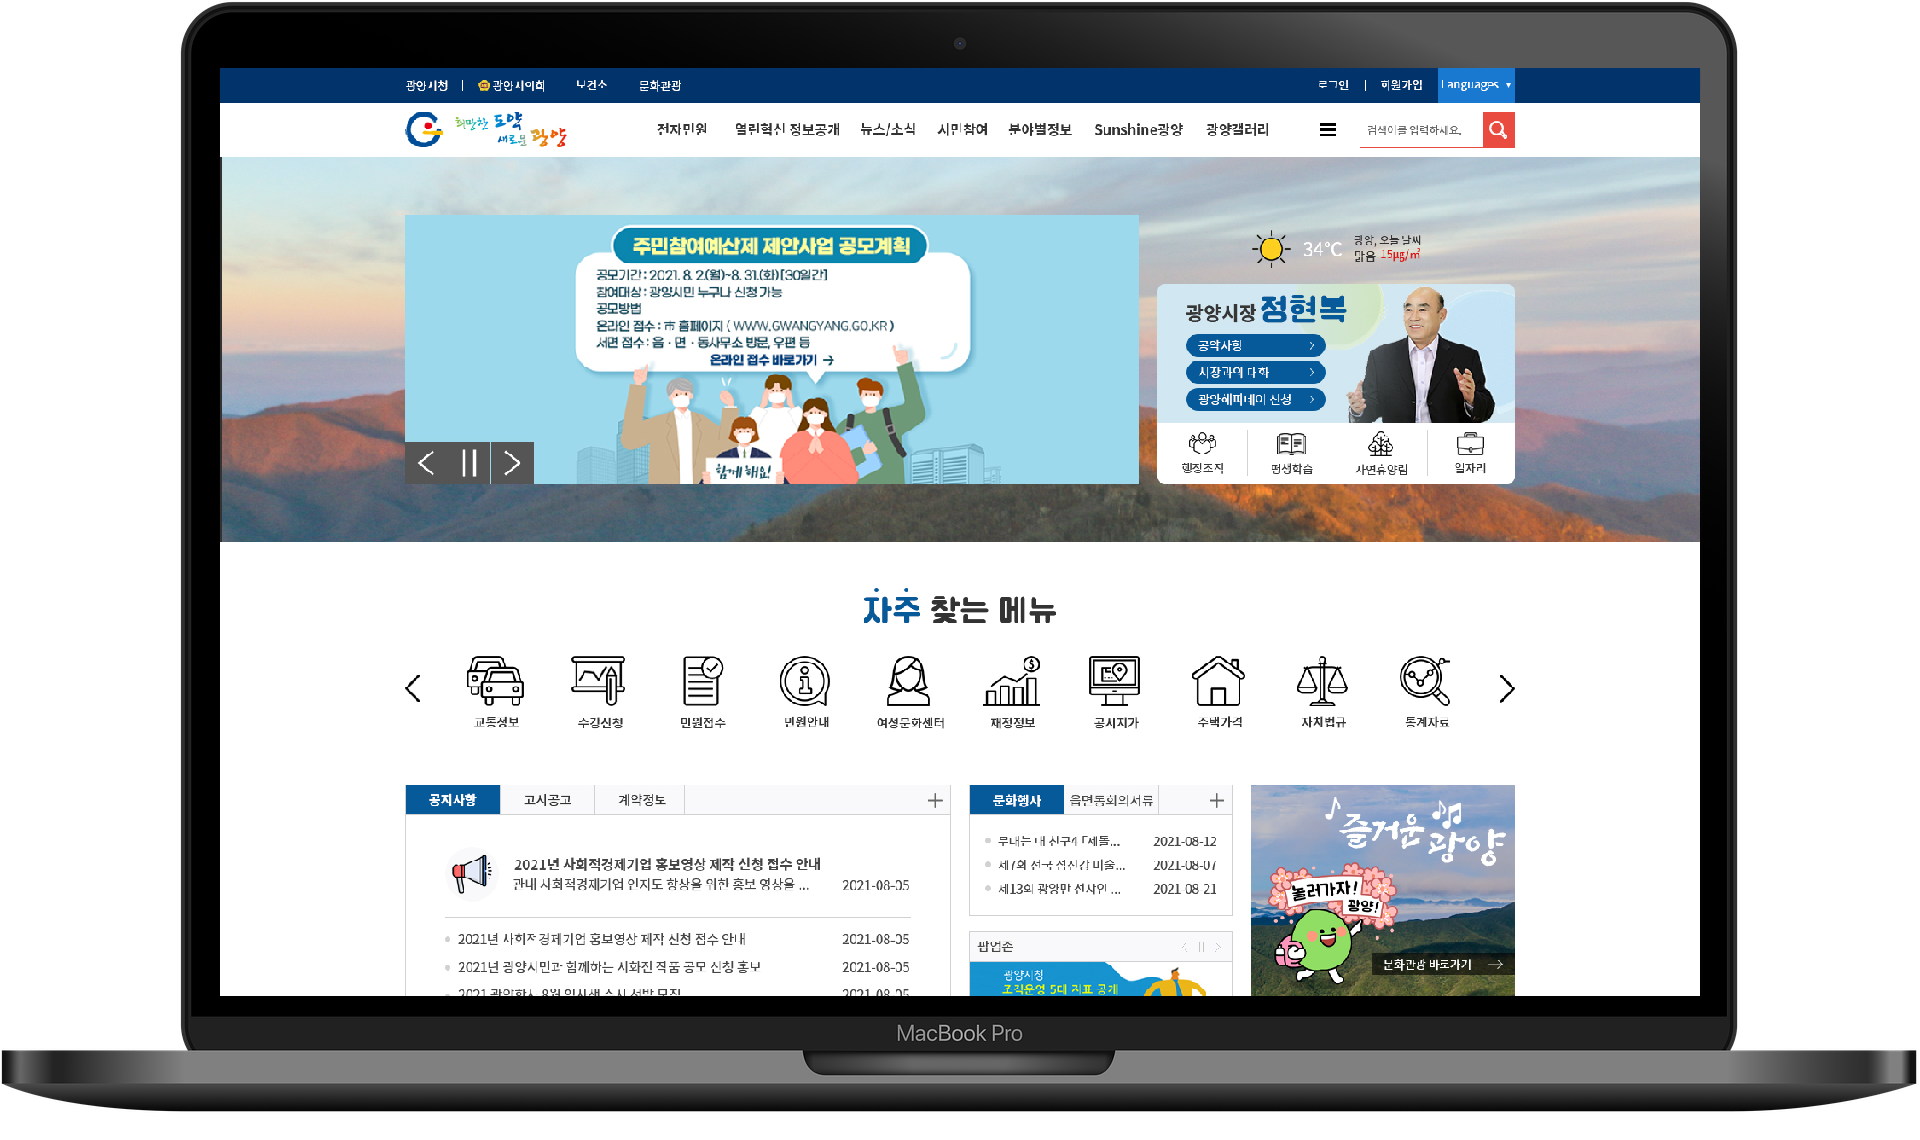 광양시청
광양시의회
보건소
문화관광
로그인
회원가입
Languages
희망찬 도약
새로운 광양
전자민원
열린혁신 정보공개
뉴스/소식
시민참여
분야별정보
Sunshine광양
광양갤러리
검색어를 입력하세요.
주민참여예산제 제안사업 공모계획
공모기간 : 2021. 8. 2.(월)~8. 31.(화) [30일간]
참여대상 : 광양시민 누구나 신청 가능
공모방법
온라인 접수 : 市 홈페이지 ( WWW.GWANGYANG.GO.KR )
서면 접수 : 읍 · 면 · 동사무소 방문, 우편 등
온라인 접수 바로가기 →
함께 해요!
34℃
광양, 오늘 날씨
맑음 15μg/㎥
광양시장 정현복
공약사항
시장과의 대화
광양해피데이 신청
행정조직
평생학습
자연휴양림
일자리
자주 찾는 메뉴
교통정보
수강신청
민원접수
민원안내
여성문화센터
재정정보
공시지가
주택가격
자치법규
통계자료
공지사항
고시공고
계약정보
2021년 사회적경제기업 홍보영상 제작 신청 접수 안내
관내 사회적경제기업 인지도 향상을 위한 홍보 영상을 ...
2021-08-05
2021년 사회적경제기업 홍보영상 제작 신청 접수 안내
2021-08-05
2021년 광양시민과 함께하는 시화전 작품 공모 신청 홍보
2021-08-05
2021-08-05
문화행사
읍면동회의서류
무대는 내 친구4
2021-08-12
제7회 전국 섬진강 미술...
2021-08-07
제13회 광양만
2021-08-21
팝업존
광양시청
조직운영 5대 지표 공개
즐거운
광양
놀러가자!
광양!
문화관광 바로가기
MacBook Pro